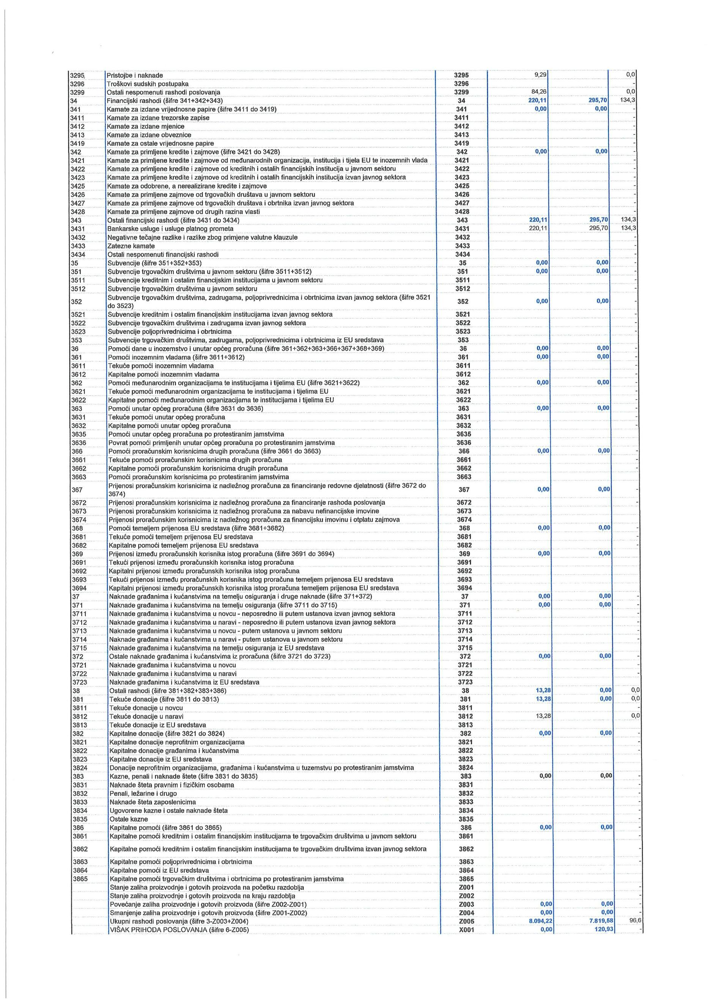 3295 Pristojbe i naknade 3295 9,29 0,0
3296 Troškovi sudskih postupaka 3296 -
3299 Ostali nespomenuti rashodi poslovanja 3299 84,26 0,0
34 Financijski rashodi (šifre 341+342+343) 34 220,11 295,70 134,3
341 Kamate za izdane vrijednosne papire (šifre 3411 do 3419) 341 0,00 0,00 -
3411 Kamate za izdane trezorske zapise 3411 -
3412 Kamate za izdane mjenice 3412 -
3413 Kamate za izdane obveznice 3413 -
3419 Kamate za ostale vrijednosne papire 3419 -
342 Kamate za primljene kredite i zajmove (šifre 3421 do 3428) 342 0,00 0,00 -
3421 Kamate za primljene kredite i zajmove od međunarodnih organizacija, institucija i tijela EU te inozemnih vlada 3421 -
3422 Kamate za primljene kredite i zajmove od kreditnih i ostalih financijskih institucija u javnom sektoru 3422 -
3423 Kamate za primljene kredite i zajmove od kreditnih i ostalih financijskih institucija izvan javnog sektora 3423 -
3425 Kamate za odobrene, a nerealizirane kredite i zajmove 3425 -
3426 Kamate za primljene zajmove od trgovačkih društava u javnom sektoru 3426 -
3427 Kamate za primljene zajmove od trgovačkih društava i obrtnika izvan javnog sektora 3427 -
3428 Kamate za primljene zajmove od drugih razina vlasti 3428 -
343 Ostali financijski rashodi (šifre 3431 do 3434) 343 220,11 295,70 134,3
3431 Bankarske usluge i usluge platnog prometa 3431 220,11 295,70 134,3
3432 Negativne tečajne razlike i razlike zbog primjene valutne klauzule 3432 -
3433 Zatezne kamate 3433 -
3434 Ostali nespomenuti financijski rashodi 3434 -
35 Subvencije (šifre 351+352+353) 35 0,00 0,00 -
351 Subvencije trgovačkim društvima u javnom sektoru (šifre 3511+3512) 351 0,00 0,00 -
3511 Subvencije kreditnim i ostalim financijskim institucijama u javnom sektoru 3511 -
3512 Subvencije trgovačkim društvima u javnom sektoru 3512 -
352 Subvencije trgovačkim društvima, zadrugama, poljoprivrednicima i obrtnicima izvan javnog sektora (šifre 3521
do 3523) 352 0,00 0,00 -
3521 Subvencije kreditnim i ostalim financijskim institucijama izvan javnog sektora 3521 -
3522 Subvencije trgovačkim društvima i zadrugama izvan javnog sektora 3522 -
3523 Subvencije poljoprivrednicima i obrtnicima 3523 -
353 Subvencije trgovačkim društvima, zadrugama, poljoprivrednicima i obrtnicima iz EU sredstava 353 -
36 Pomoći dane u inozemstvo i unutar općeg proračuna (šifre 361+362+363+366+367+368+369) 36 0,00 0,00 -
361 Pomoći inozemnim vladama (šifre 3611+3612) 361 0,00 0,00 -
3611 Tekuće pomoći inozemnim vladama 3611 -
3612 Kapitalne pomoći inozemnim vladama 3612 -
362 Pomoći međunarodnim organizacijama te institucijama i tijelima EU (šifre 3621+3622) 362 0,00 0,00 -
3621 Tekuće pomoći međunarodnim organizacijama te institucijama i tijelima EU 3621 -
3622 Kapitalne pomoći međunarodnim organizacijama te institucijama i tijelima EU 3622 -
363 Pomoći unutar općeg proračuna (šifre 3631 do 3636) 363 0,00 0,00 -
3631 Tekuće pomoći unutar općeg proračuna 3631 -
3632 Kapitalne pomoći unutar općeg proračuna 3632 -
3635 Pomoći unutar općeg proračuna po protestiranim jamstvima 3635 -
3636 Povrat pomoći primljenih unutar općeg proračuna po protestiranim jamstvima 3636 -
366 Pomoći proračunskim korisnicima drugih proračuna (šifre 3661 do 3663) 366 0,00 0,00 -
3661 Tekuće pomoći proračunskim korisnicima drugih proračuna 3661 -
3662 Kapitalne pomoći proračunskim korisnicima drugih proračuna 3662 -
3663 Pomoći proračunskim korisnicima po protestiranim jamstvima 3663
367 Prijenosi proračunskim korisnicima iz nadležnog proračuna za financiranje redovne djelatnosti (šifre 3672 do
3674) 367 0,00 0,00 -
3672 Prijenosi proračunskim korisnicima iz nadležnog proračuna za financiranje rashoda poslovanja 3672 -
3673 Prijenosi proračunskim korisnicima iz nadležnog proračuna za nabavu nefinancijske imovine 3673 -
3674 Prijenosi proračunskim korisnicima iz nadležnog proračuna za financijsku imovinu i otplatu zajmova 3674 -
368 Pomoći temeljem prijenosa EU sredstava (šifre 3681+3682) 368 0,00 0,00 -
3681 Tekuće pomoći temeljem prijenosa EU sredstava 3681 -
3682 Kapitalne pomoći temeljem prijenosa EU sredstava 3682 -
369 Prijenosi između proračunskih korisnika istog proračuna (šifre 3691 do 3694) 369 0,00 0,00 -
3691 Tekući prijenosi između proračunskih korisnika istog proračuna 3691 -
3692 Kapitalni prijenosi između proračunskih korisnika istog proračuna 3692 -
3693 Tekući prijenosi između proračunskih korisnika istog proračuna temeljem prijenosa EU sredstava 3693 -
3694 Kapitalni prijenosi između proračunskih korisnika istog proračuna temeljem prijenosa EU sredstava 3694 -
37 Naknade građanima i kućanstvima na temelju osiguranja i druge naknade (šifre 371+372) 37 0,00 0,00 -
371 Naknade građanima i kućanstvima na temelju osiguranja (šifre 3711 do 3715) 371 0,00 0,00 -
3711 Naknade građanima i kućanstvima u novcu - neposredno ili putem ustanova izvan javnog sektora 3711 -
3712 Naknade građanima i kućanstvima u naravi - neposredno ili putem ustanova izvan javnog sektora 3712 -
3713 Naknade građanima i kućanstvima u novcu - putem ustanova u javnom sektoru 3713 -
3714 Naknade građanima i kućanstvima u naravi - putem ustanova u javnom sektoru 3714 -
3715 Naknade građanima i kućanstvima na temelju osiguranja iz EU sredstava 3715 -
372 Ostale naknade građanima i kućanstvima iz proračuna (šifre 3721 do 3723) 372 0,00 0,00 -
3721 Naknade građanima i kućanstvima u novcu 3721 -
3722 Naknade građanima i kućanstvima u naravi 3722 -
3723 Naknade građanima i kućanstvima iz EU sredstava 3723
38 Ostali rashodi (šifre 381+382+383+386) 38 13,28 0,00 0,0
381 Tekuće donacije (šifre 3811 do 3813) 381 13,28 0,00 0,0
3811 Tekuće donacije u novcu 3811 -
3812 Tekuće donacije u naravi 3812 13,28 0,0
3813 Tekuće donacije iz EU sredstava 3813
382 Kapitalne donacije (šifre 3821 do 3824) 382 0,00 0,00 -
3821 Kapitalne donacije neprofitnim organizacijama 3821 -
3822 Kapitalne donacije građanima i kućanstvima 3822 -
3823 Kapitalne donacije iz EU sredstava 3823 -
3824 Donacije neprofitnim organizacijama, građanima i kućanstvima u tuzemstvu po protestiranim jamstvima 3824 -
383 Kazne, penali i naknade štete (šifre 3831 do 3835) 383 0,00 0,00 -
3831 Naknade šteta pravnim i fizičkim osobama 3831 -
3832 Penali, ležarine i drugo 3832 -
3833 Naknade šteta zaposlenicima 3833 -
3834 Ugovorene kazne i ostale naknade šteta 3834 -
3835 Ostale kazne 3835 -
386 Kapitalne pomoći (šifre 3861 do 3865) 386 0,00 0,00 -
3861 Kapitalne pomoći kreditnim i ostalim financijskim institucijama te trgovačkim društvima u javnom sektoru 3861 -
3862 Kapitalne pomoći kreditnim i ostalim financijskim institucijama te trgovačkim društvima izvan javnog sektora 3862 -
3863 Kapitalne pomoći poljoprivrednicima i obrtnicima 3863 -
3864 Kapitalne pomoći iz EU sredstava 3864
3865 Kapitalne pomoći trgovačkim društvima i obrtnicima po protestiranim jamstvima 3865
Stanje zaliha proizvodnje i gotovih proizvoda na početku razdoblja Z001 -
Stanje zaliha proizvodnje i gotovih proizvoda na kraju razdoblja Z002 -
Povećanje zaliha proizvodnje i gotovih proizvoda (šifre Z002-Z001) Z003 0,00 0,00 -
Smanjenje zaliha proizvodnje i gotovih proizvoda (šifre Z001-Z002) Z004 0,00 0,00 -
Ukupni rashodi poslovanja (šifre 3-Z003+Z004) Z005 8.094,22 7.819,58 96,6
VIŠAK PRIHODA POSLOVANJA (šifre 6-Z005) X001 0,00 120,93 -